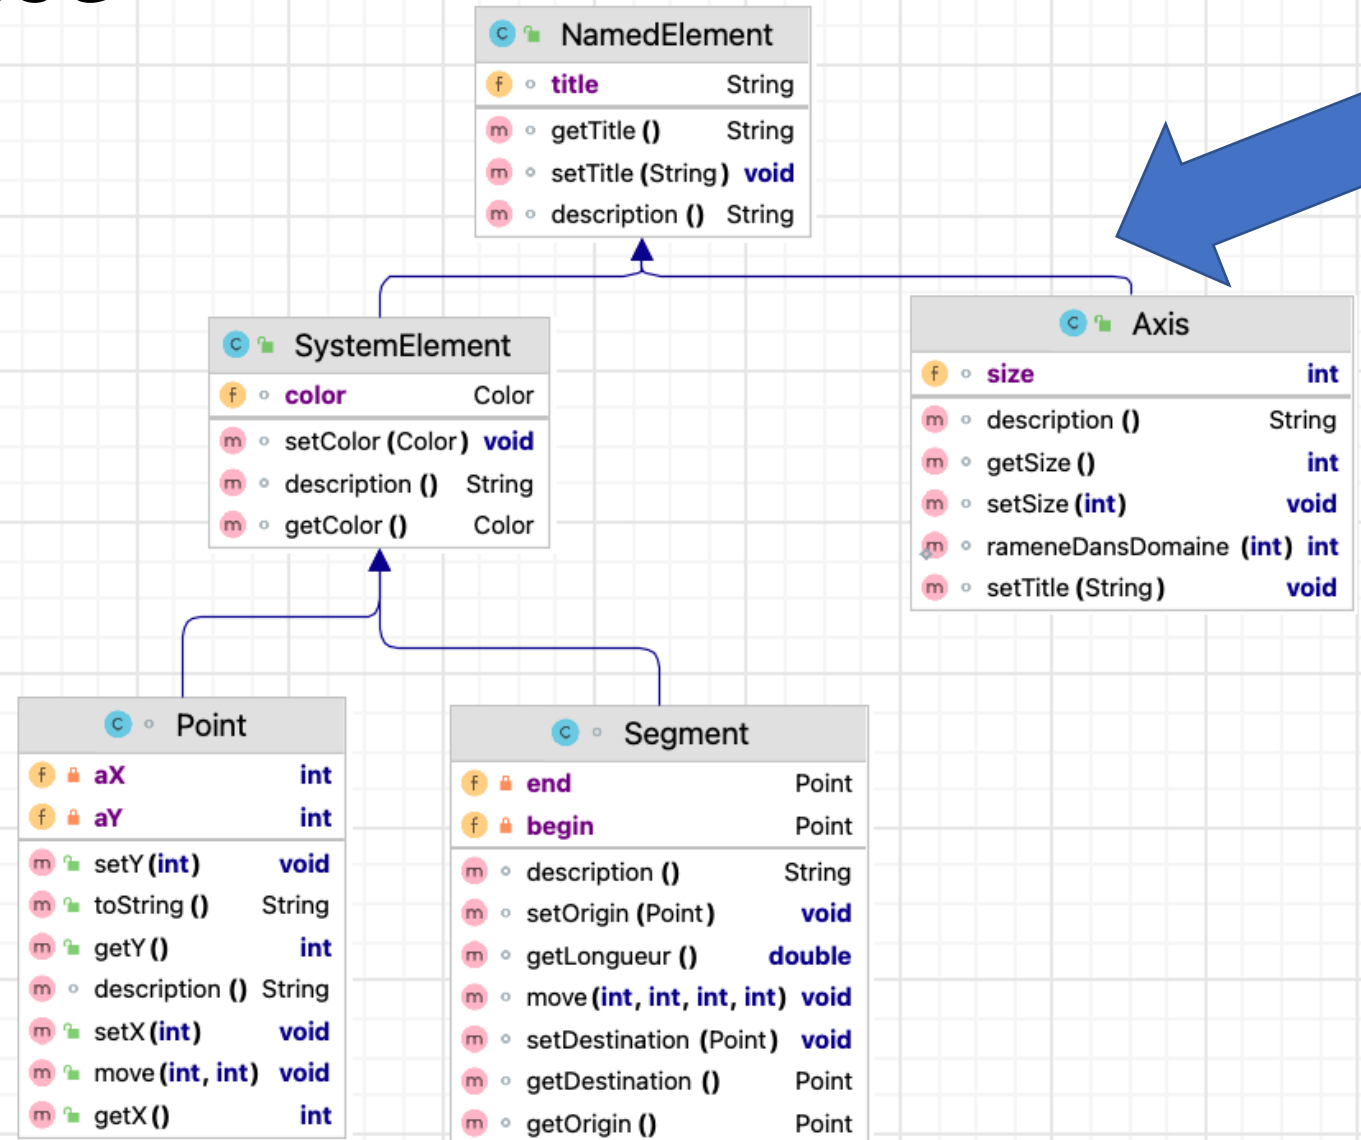 NamedElement
f title String
m getTitle () String
m setTitle (String) void
m description () String
SystemElement
f color Color
m setColor (Color) void
m description () String
m getColor () Color
C Axis
f size int
m description () String
m getSize () int
m setSize (int) void
m rameneDansDomaine (int) int
m setTitle (String) void
C Point
f aX int
f aY int
m setY (int) void
m toString () String
m getY () int
m description () String
m setX (int) void
m move (int, int) void
m getX () int
C Segment
f end Point
f begin Point
m description () String
m setOrigin (Point) void
m getLongueur () double
m move (int, int, int, int) void
m setDestination (Point) void
m getDestination () Point
m getOrigin () Point